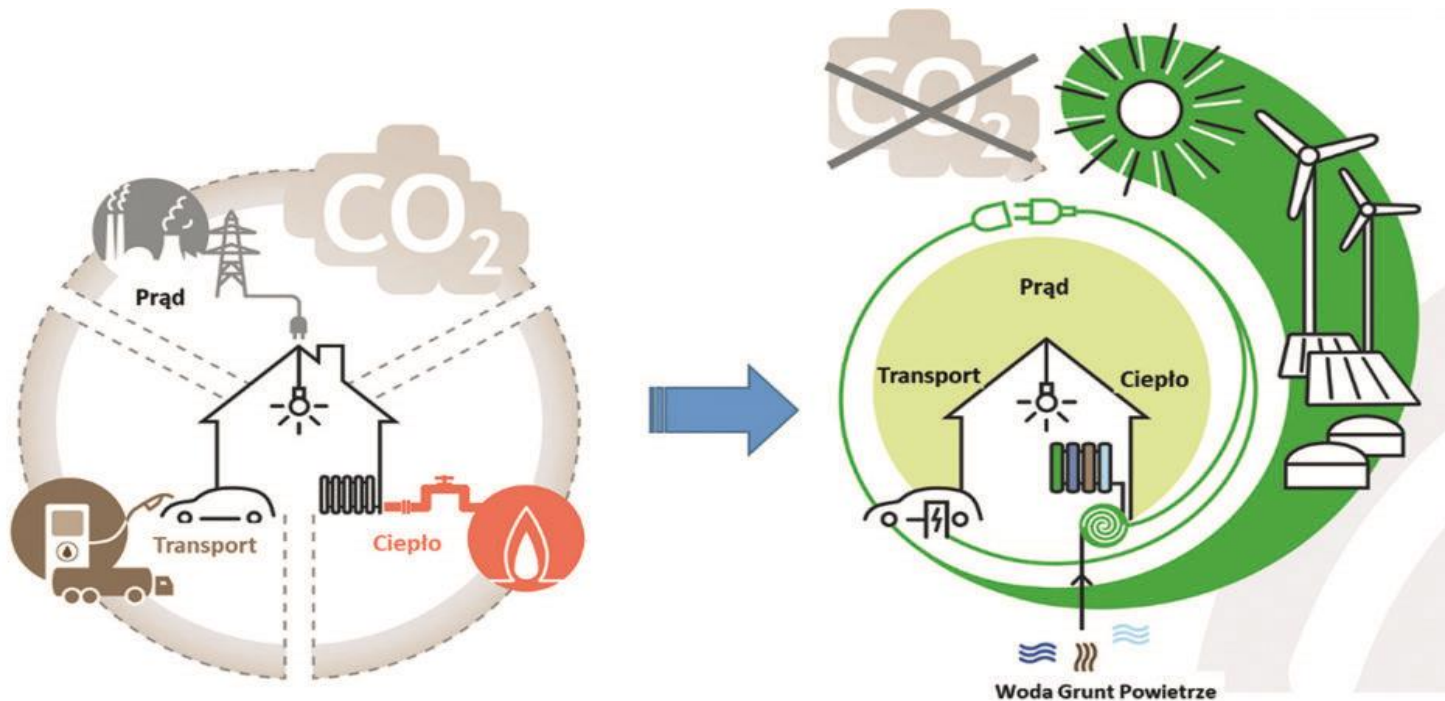 CO2
Prąd
Transport
Ciepło
CO2
Prąd
Transport
Ciepło
Woda Grunt Powietrze